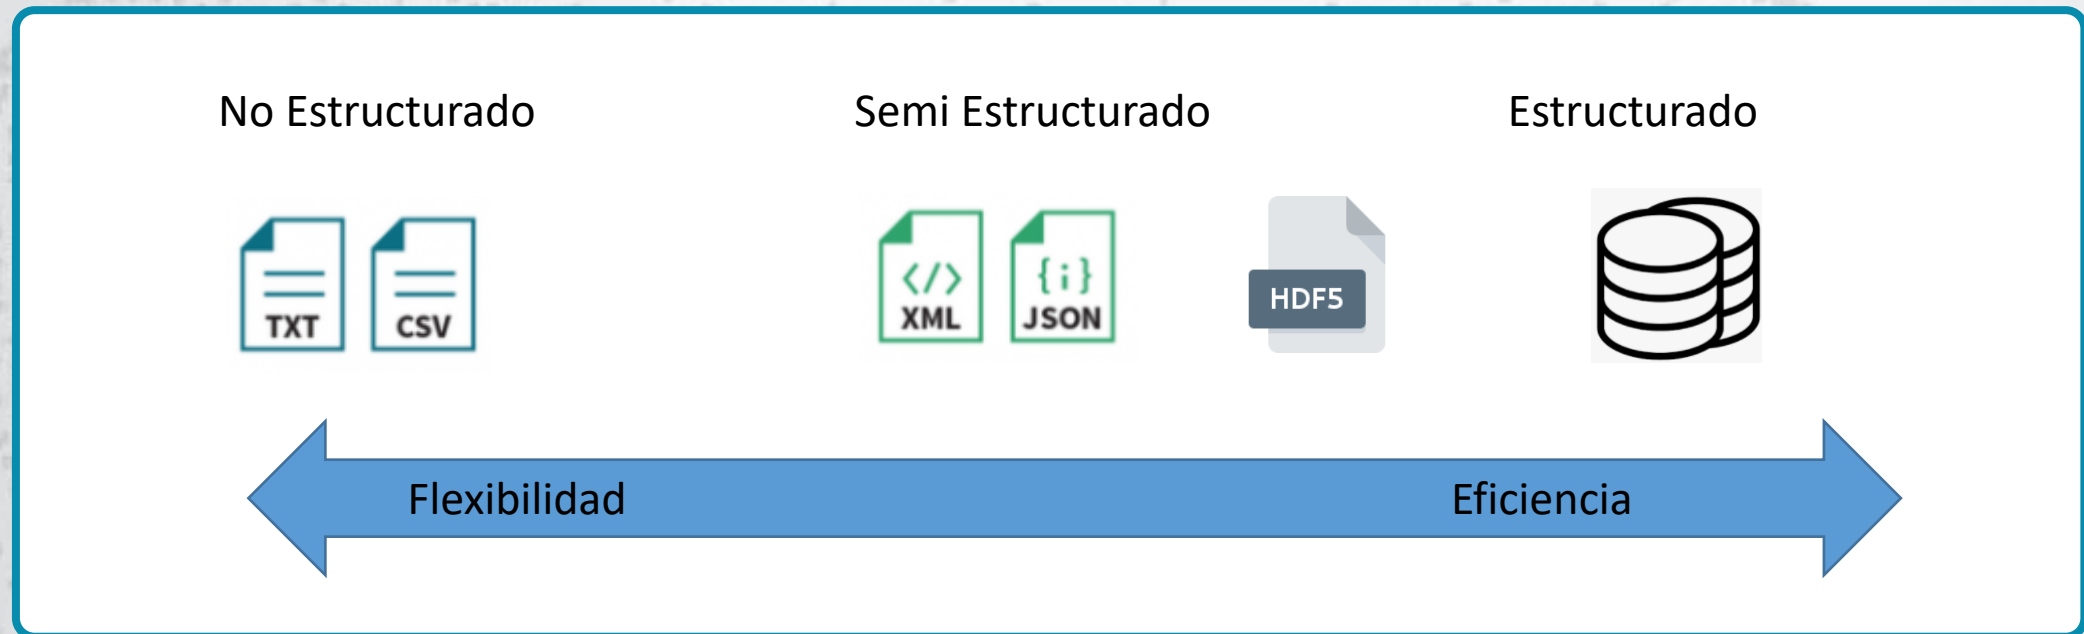 No Estructurado
Semi Estructurado
Estructurado
TXT
CSV
</>
XML
{i}
JSON
HDF5
Flexibilidad
Eficiencia